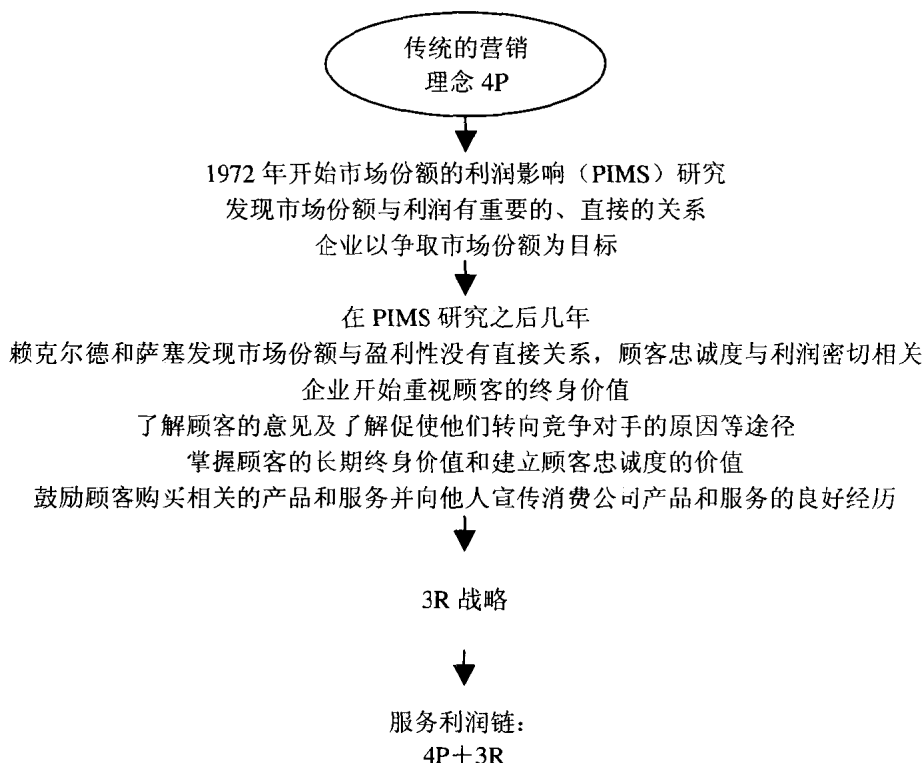 传统的营销
理念 4P
1972 年开始市场份额的利润影响（PIMS）研究
发现市场份额与利润有重要的、直接的关系
企业以争取市场份额为目标
在 PIMS 研究之后几年
赖克尔德和萨塞发现市场份额与盈利性没有直接关系，顾客忠诚度与利润密切相关
企业开始重视顾客的终身价值
了解顾客的意见及了解促使他们转向竞争对手的原因等途径
掌握顾客的长期终身价值和建立顾客忠诚度的价值
鼓励顾客购买相关的产品和服务并向他人宣传消费公司产品和服务的良好经历
3R 战略
服务利润链：
4P＋3R